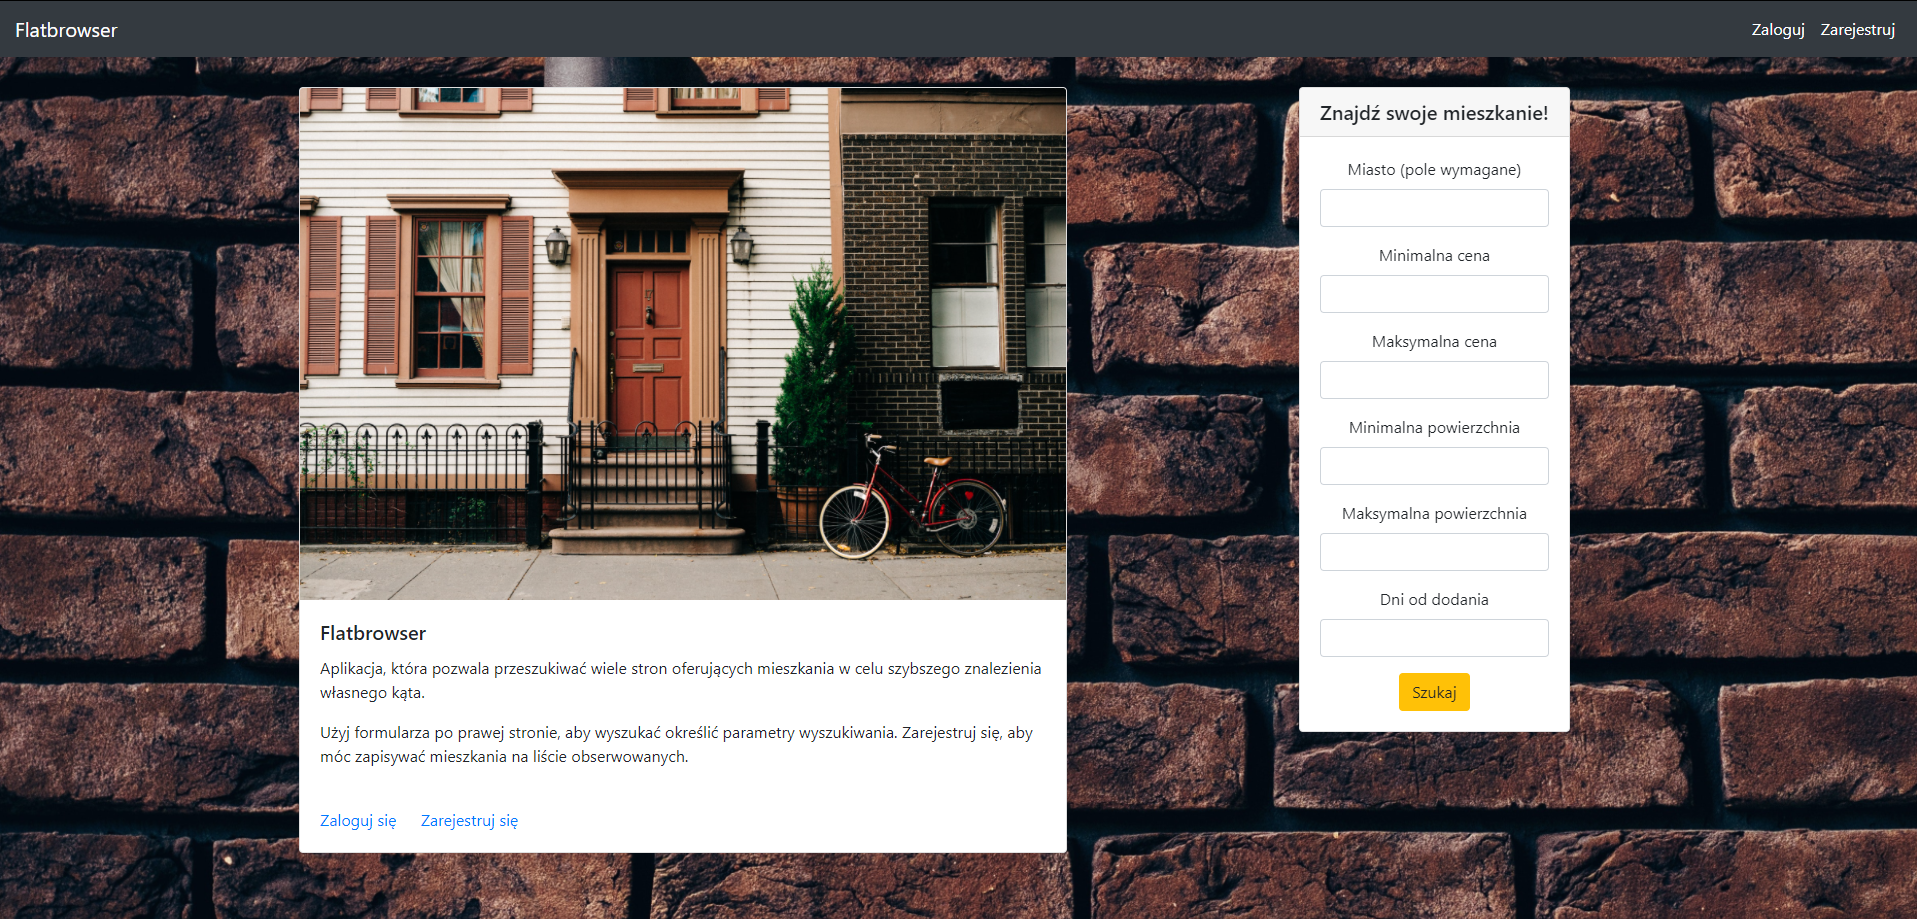 Flatbrowser
Zaloguj Zarejestruj
Flatbrowser
Aplikacja, która pozwala przeszukiwać wiele stron oferujących mieszkania w celu szybszego znalezienia
własnego kąta.
Użyj formularza po prawej stronie, aby wyszukać określić parametry wyszukiwania. Zarejestruj się, aby
móc zapisywać mieszkania na liście obserwowanych.
Zaloguj się Zarejestruj się
Znajdź swoje mieszkanie!
Miasto (pole wymagane)
Minimalna cena
Maksymalna cena
Minimalna powierzchnia
Maksymalna powierzchnia
Dni od dodania
Szukaj